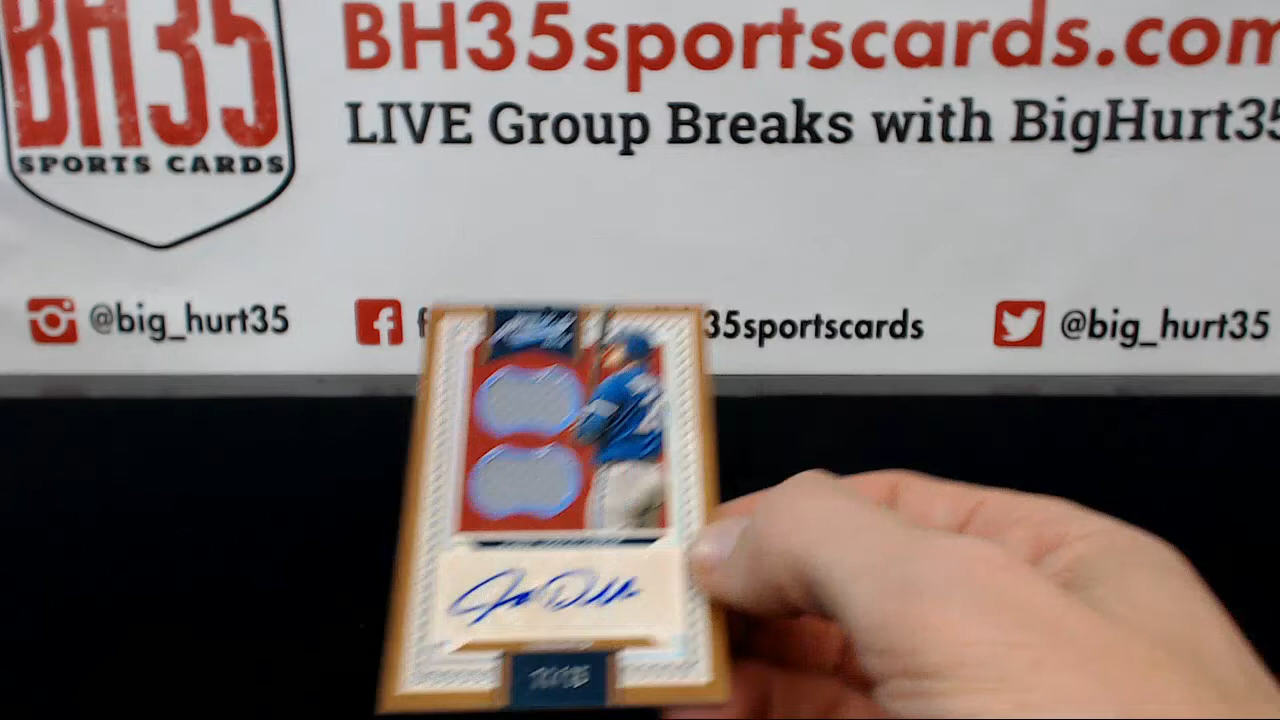 BH35
SPORTS CARDS
BH35sportscards.com
LIVE Group Breaks with BigHurt35
@big_hurt35
f
35sportscards
@big_hurt35